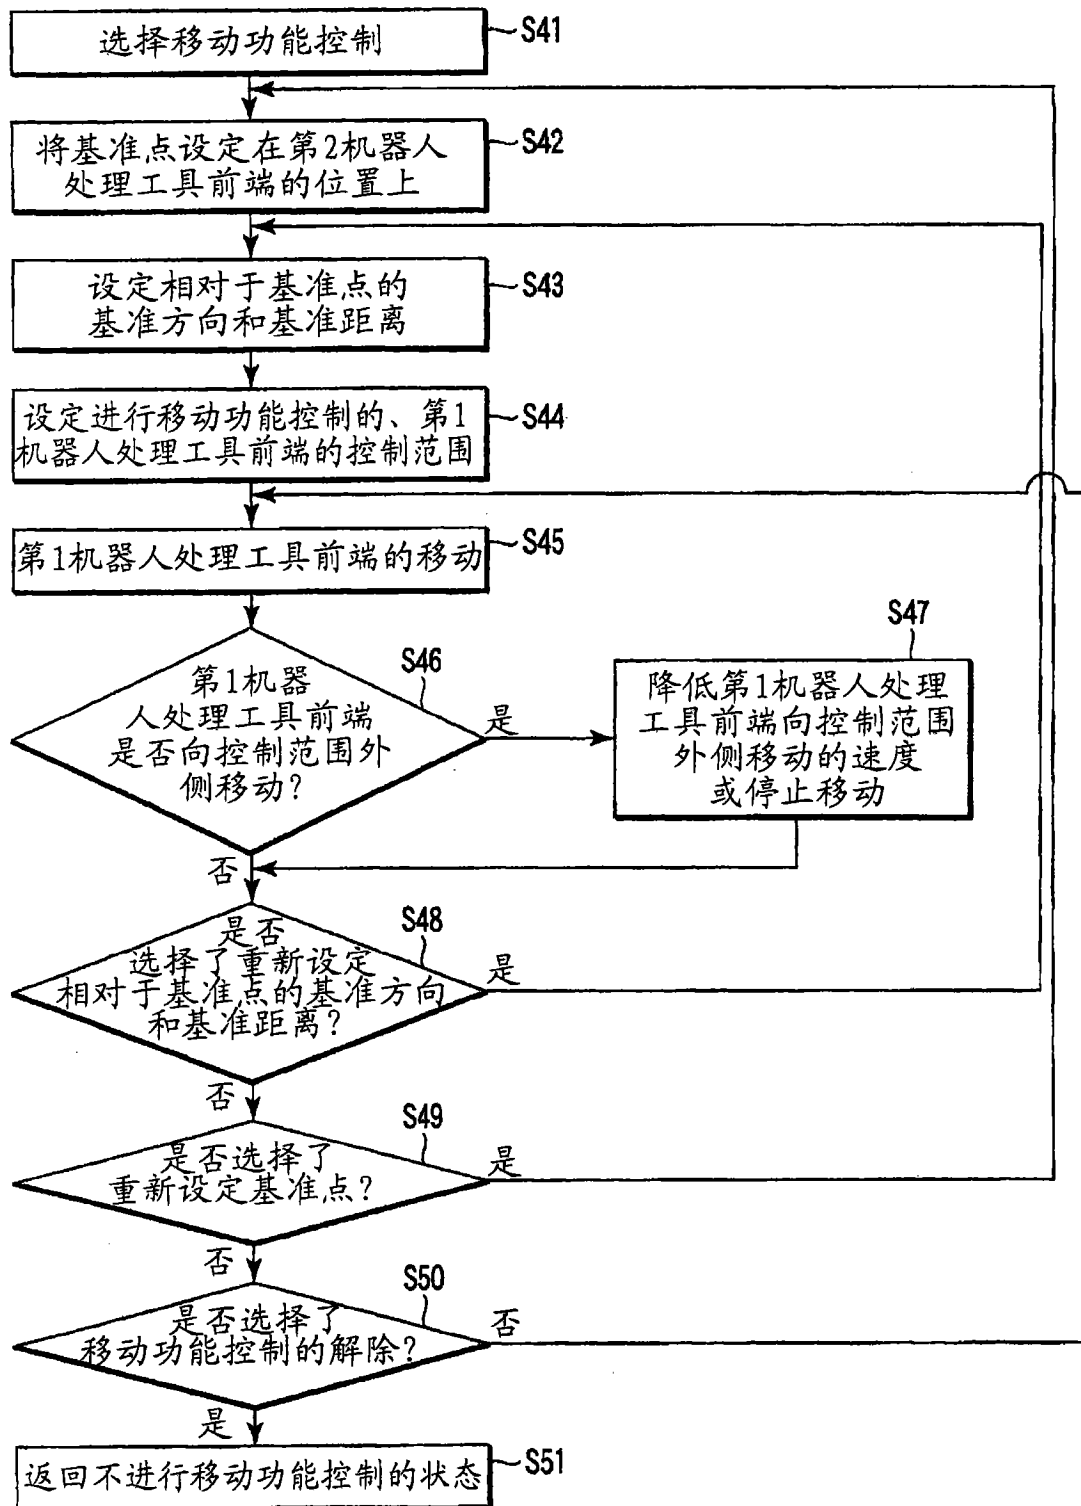 选择移动功能控制
S41
将基准点设定在第2机器人
处理工具前端的位置上
S42
设定相对于基准点的
基准方向和基准距离
S43
设定进行移动功能控制的、第1
机器人处理工具前端的控制范围
S44
第1机器人处理工具前端的移动
S45
第1机器
人处理工具前端
是否向控制范围外
侧移动?
S46
是
否
S47
降低第1机器人处理
工具前端向控制范围
外侧移动的速度
或停止移动
是否
选择了重新设定
相对于基准点的基准方向
和基准距离?
S48
是
否
是否选择了
重新设定基准点?
S49
是
否
是否选择了
移动功能控制的解除?
S50
否
是
返回不进行移动功能控制的状态
S51